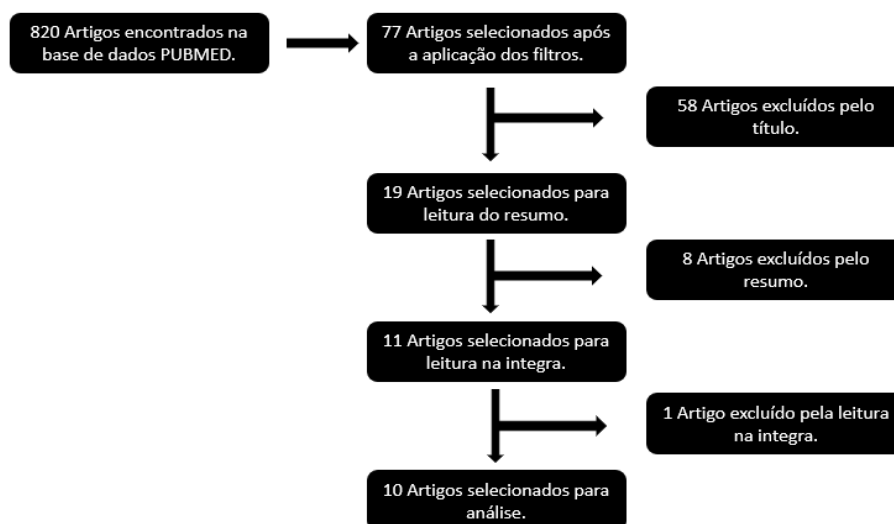 820 Artigos encontrados na
base de dados PUBMED.
77 Artigos selecionados após
a aplicação dos filtros.
58 Artigos excluídos pelo
título.
19 Artigos selecionados para
leitura do resumo.
8 Artigos excluídos pelo
resumo.
11 Artigos selecionados para
leitura na integra.
1 Artigo excluído pela leitura
na integra.
10 Artigos selecionados para
análise.